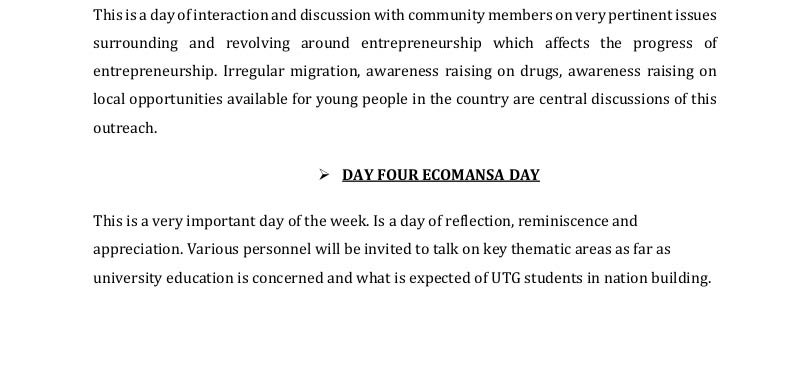 This is a day of interaction and discussion with community members on very pertinent issues
surrounding and revolving around entrepreneurship which affects the progress of
entrepreneurship. Irregular migration, awareness raising on drugs, awareness raising on
local opportunities available for young people in the country are central discussions of this
outreach.
➢ DAY FOUR ECOMANSA DAY
This is a very important day of the week. Is a day of reflection, reminiscence and
appreciation. Various personnel will be invited to talk on key thematic areas as far as
university education is concerned and what is expected of UTG students in nation building.